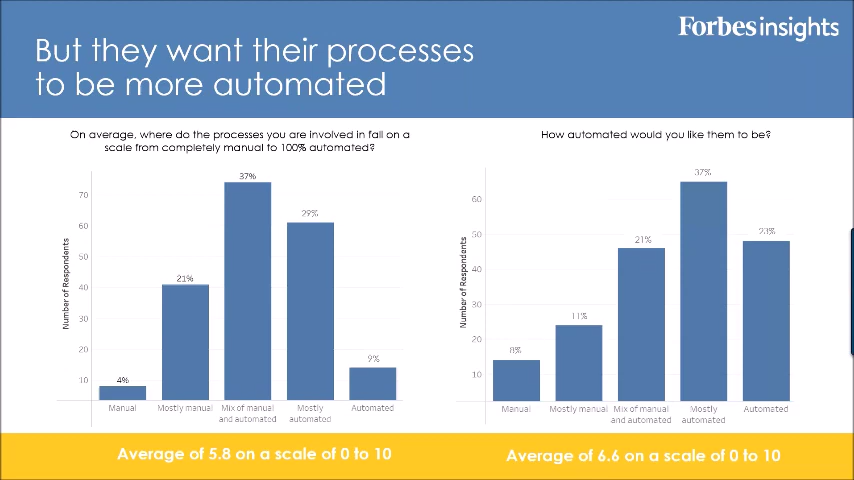 Forbes insights
But they want their processes
to be more automated
On average, where do the processes you are involved in fall on a
scale from completely manual to 100% automated?
Number of Respondents
70
60
50
40
30
20
10
4%
21%
37%
29%
9%
Manual
Mostly manual
Mix of manual
and automated
Mostly
automated
Automated
Average of 5.8 on a scale of 0 to 10
How automated would you like them to be?
Number of Respondents
60
50
40
30
20
10
8%
11%
21%
37%
23%
Manual
Mostly manual
Mix of manual
and automated
Mostly
automated
Automated
Average of 6.6 on a scale of 0 to 10